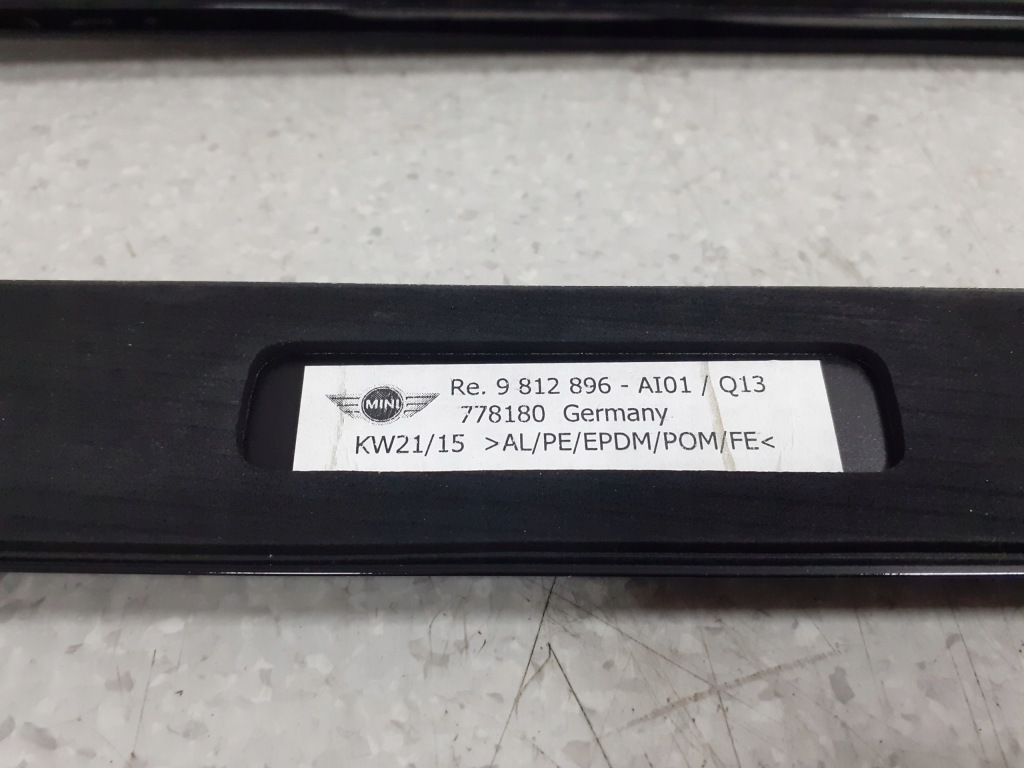 MINI
Re. 9 812 896 - AI01 / Q13
778180 Germany
KW21/15 >AL/PE/EPDM/POM/FE<